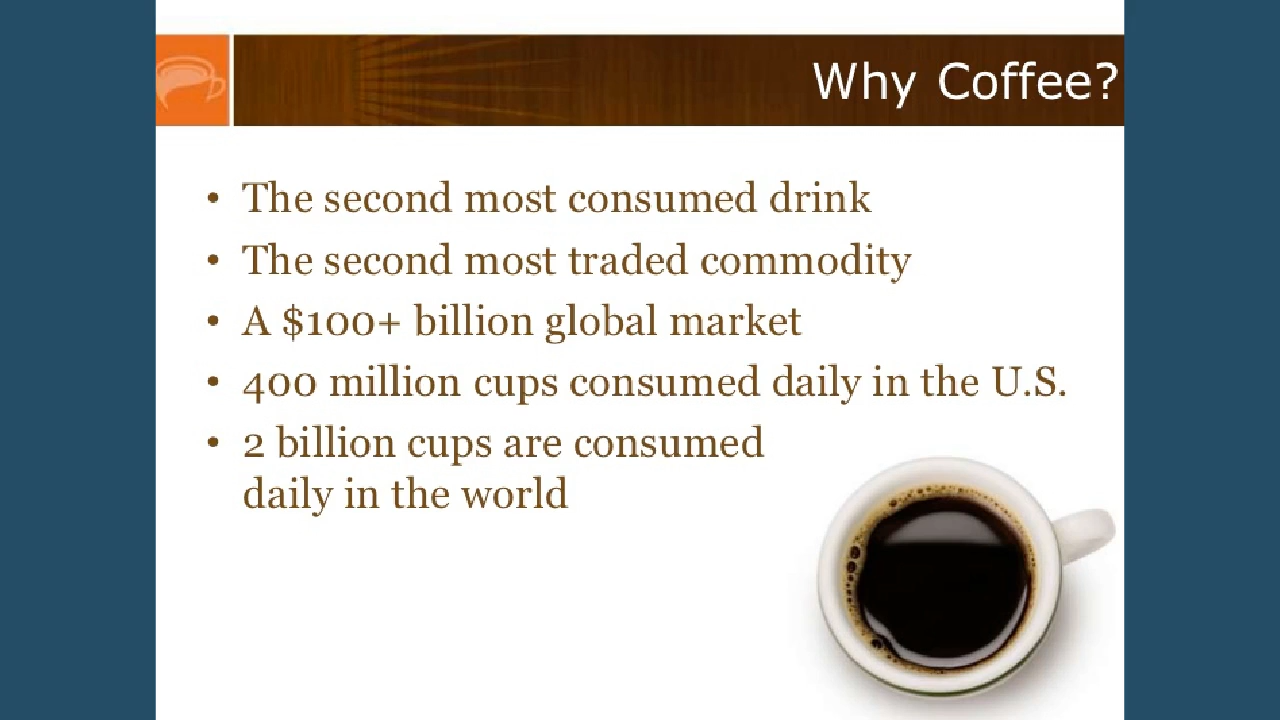 Why Coffee?
• The second most consumed drink
• The second most traded commodity
• A $100+ billion global market
• 400 million cups consumed daily in the U.S.
• 2 billion cups are consumed
daily in the world